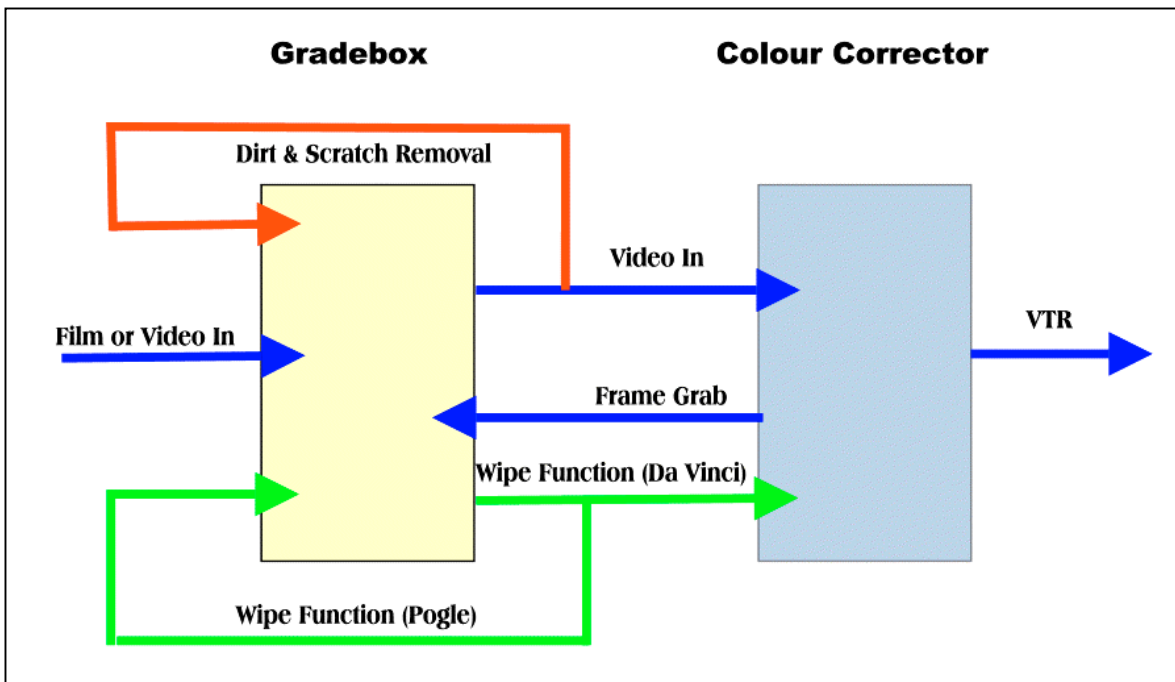 Gradebox
Colour Corrector
Dirt & Scratch Removal
Video In
Film or Video In
VTR
Frame Grab
Wipe Function (Da Vinci)
Wipe Function (Pogle)